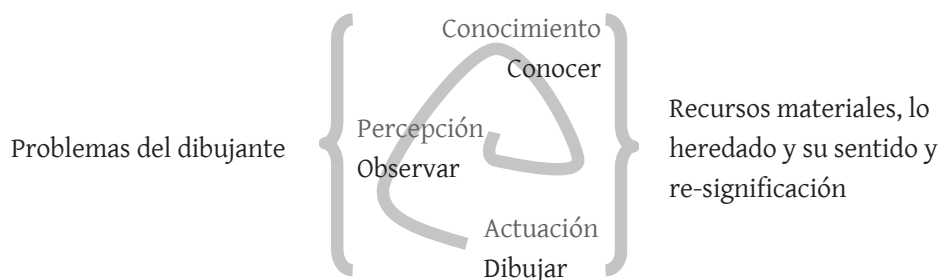 Problemas del dibujante
Conocimiento
Conocer
Percepción
Observar
Actuación
Dibujar
Recursos materiales, lo
heredado y su sentido y
re-significación